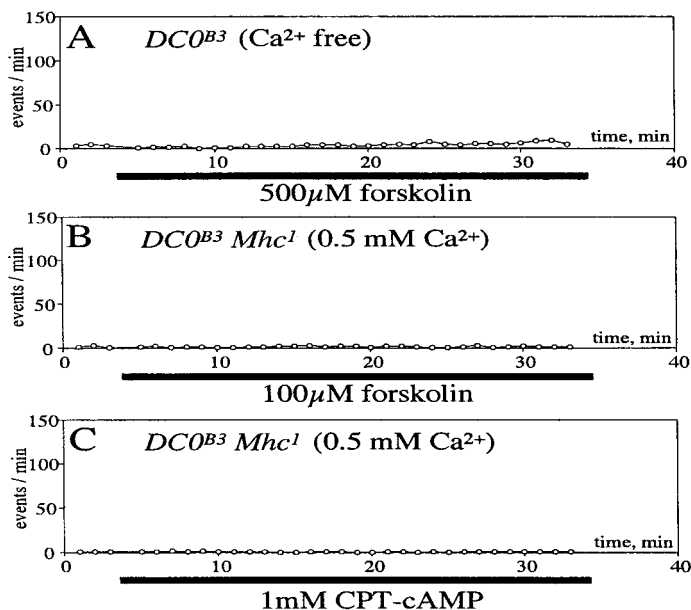 A DC0ᴮ³ (Ca²⁺ free)
events / min
150
100
50
0
time, min
0 10 20 30 40
500µM forskolin
B DC0ᴮ³ Mhc¹ (0.5 mM Ca²⁺)
events / min
150
100
50
0
time, min
0 10 20 30 40
100µM forskolin
C DC0ᴮ³ Mhc¹ (0.5 mM Ca²⁺)
events / min
150
100
50
0
time, min
0 10 20 30 40
1mM CPT-cAMP